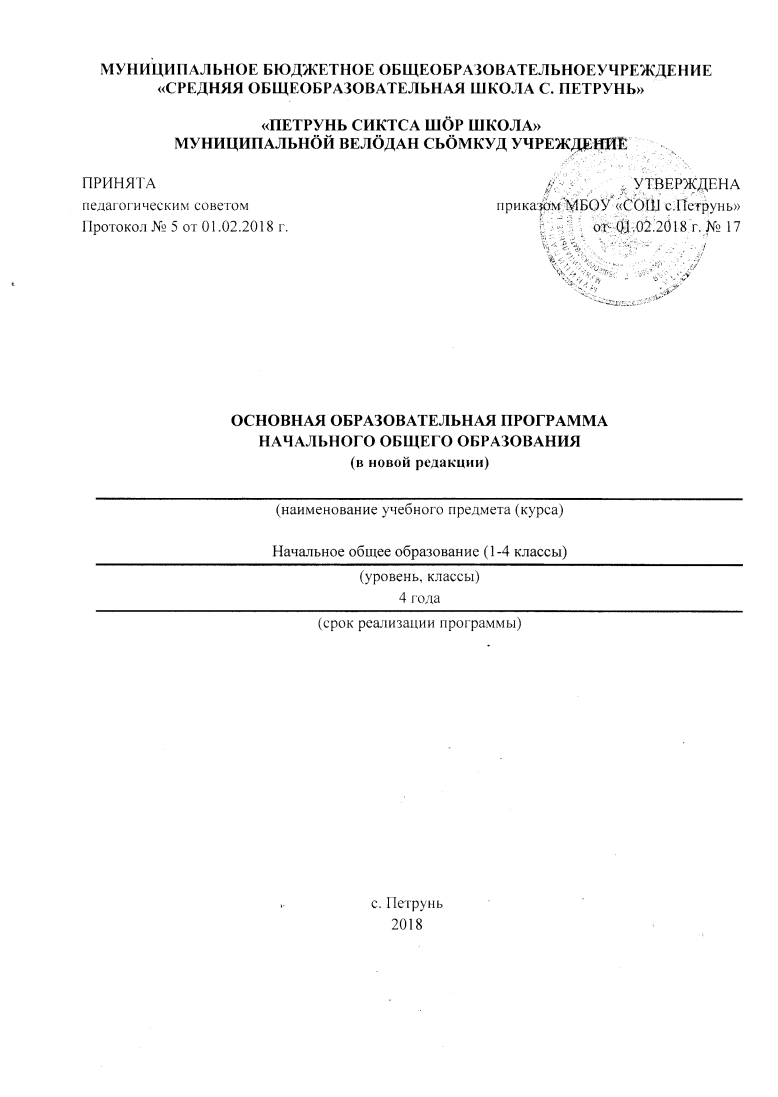 МУНИЦИПАЛЬНОЕ БЮДЖЕТНОЕ ОБЩЕОБРАЗОВАТЕЛЬНОЕУЧРЕЖДЕНИЕ
«СРЕДНЯЯ ОБЩЕОБРАЗОВАТЕЛЬНАЯ ШКОЛА С. ПЕТРУНЬ»
«ПЕТРУНЬ СИКТСА ШÖР ШКОЛА»
МУНИЦИПАЛЬНÖЙ ВЕЛÖДАН СЬÖМКУД УЧРЕЖДЕНИЕ
ПРИНЯТА УТВЕРЖДЕНА
педагогическим советом приказом МБОУ «СОШ с.Петрунь»
Протокол № 5 от 01.02.2018 г. от 01.02.2018 г. № 17
ОСНОВНАЯ ОБРАЗОВАТЕЛЬНАЯ ПРОГРАММА
НАЧАЛЬНОГО ОБЩЕГО ОБРАЗОВАНИЯ
(в новой редакции)
(наименование учебного предмета (курса)
Начальное общее образование (1-4 классы)
(уровень, классы)
4 года
(срок реализации программы)
с. Петрунь
2018